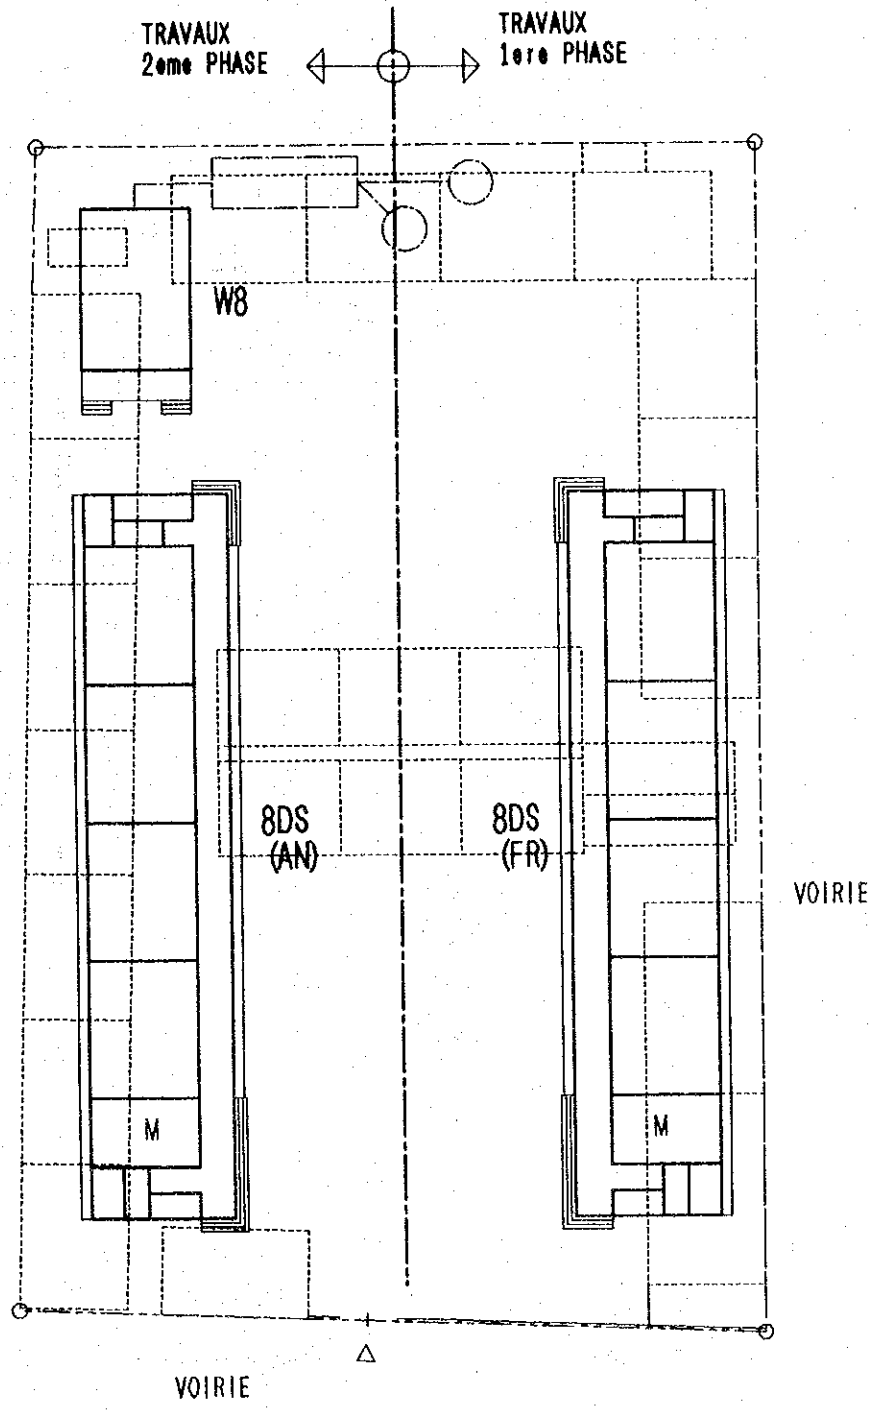 TRAVAUX
2eme PHASE
TRAVAUX
1ere PHASE
W8
8DS
(AN)
8DS
(FR)
VOIRIE
M
M
VOIRIE